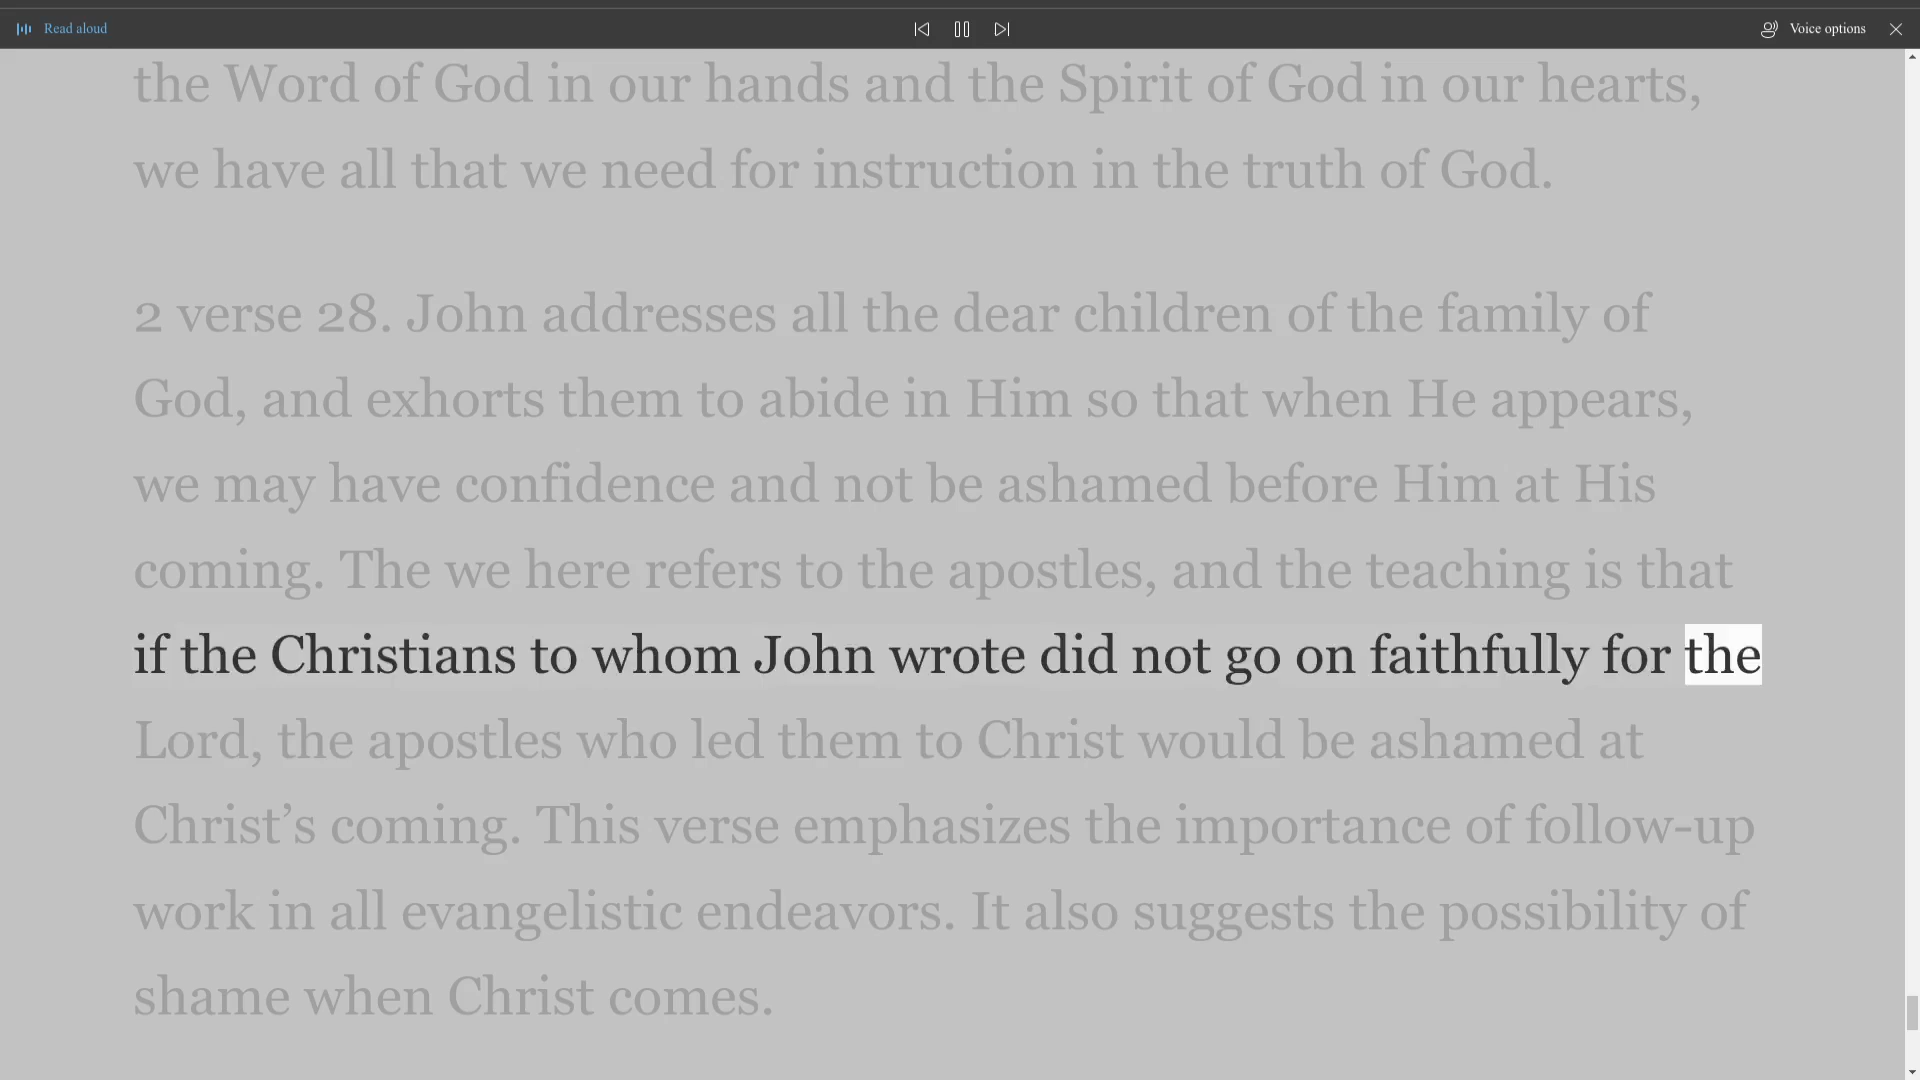 Read aloud
Voice options
the Word of God in our hands and the Spirit of God in our hearts,
we have all that we need for instruction in the truth of God.
2 verse 28. John addresses all the dear children of the family of
God, and exhorts them to abide in Him so that when He appears,
we may have confidence and not be ashamed before Him at His
coming. The we here refers to the apostles, and the teaching is that
if the Christians to whom John wrote did not go on faithfully for the
Lord, the apostles who led them to Christ would be ashamed at
Christ’s coming. This verse emphasizes the importance of follow-up
work in all evangelistic endeavors. It also suggests the possibility of
shame when Christ comes.